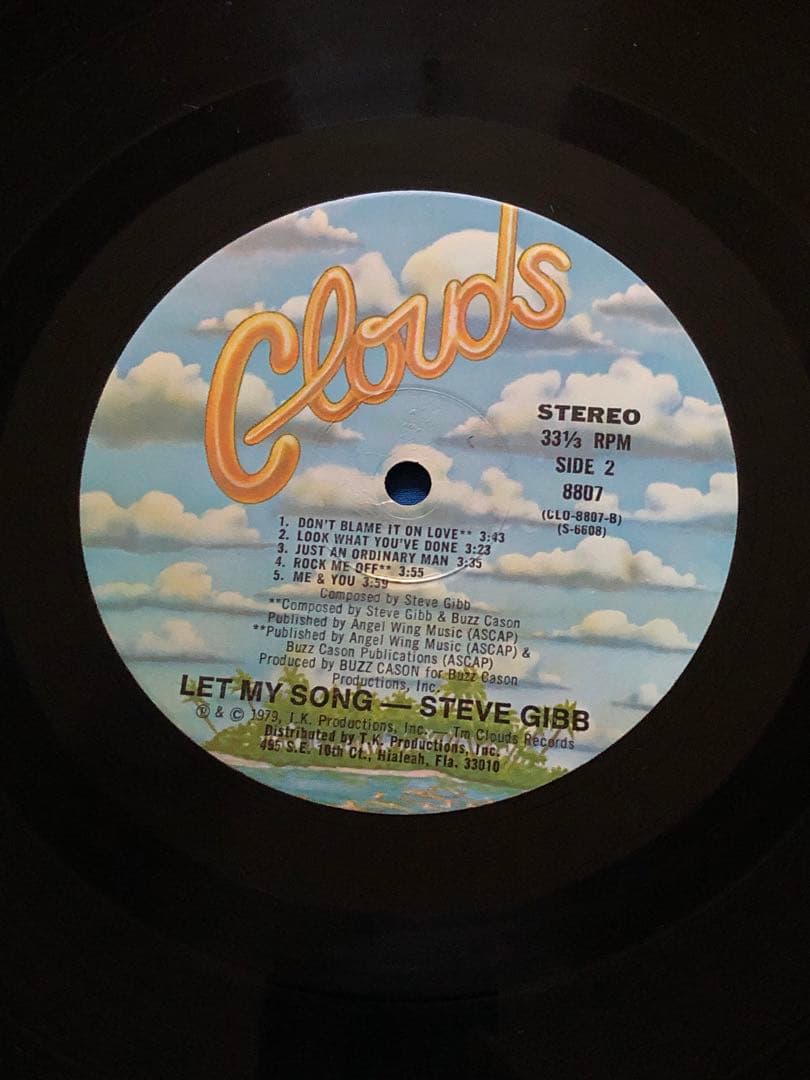 Clouds
STEREO
33⅓ RPM
SIDE 2
8807
(CLO-8807-B)
(S-6608)
1. DON'T BLAME IT ON LOVE** 3:43
2. LOOK WHAT YOU'VE DONE 3:23
3. JUST AN ORDINARY MAN 3:35
4. ROCK ME OFF** 3:55
5. ME & YOU 3:59
Composed by Steve Gibb
**Composed by Steve Gibb & Buzz Cason
Published by Angel Wing Music (ASCAP)
**Published by Angel Wing Music (ASCAP) &
Buzz Cason Publications (ASCAP)
Produced by BUZZ CASON for Buzz Cason
Productions, Inc.
LET MY SONG — STEVE GIBB
℗ & © 1979, T.K. Productions, Inc. — Tm Clouds Records
Distributed by T.K. Productions, Inc.
495 S.E. 10th Ct., Hialeah, Fla. 33010